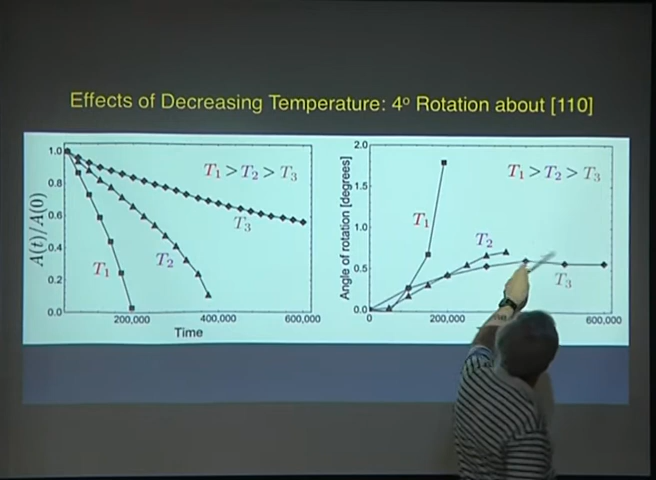 Effects of Decreasing Temperature: 4º Rotation about [110]
A(t)/A(0)
1.0
0.8
0.6
0.4
0.2
0.0
T₁ > T₂ > T₃
T₃
T₂
T₁
200,000
400,000
600,000
Time
Angle of rotation [degrees]
2.0
1.5
1.0
0.5
0.0
T₁ > T₂ > T₃
T₁
T₂
T₃
0
200,000
600,000